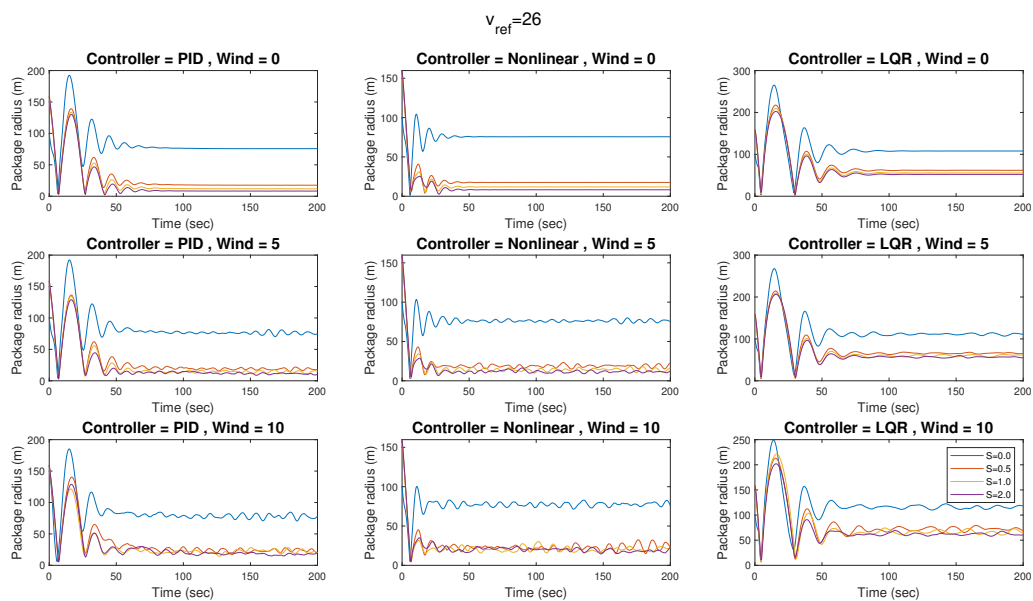 v_ref=26
Controller = PID , Wind = 0
Controller = Nonlinear , Wind = 0
Controller = LQR , Wind = 0
Package radius (m)
200
150
100
50
0
0 50 100 150 200
Time (sec)
Package radius (m)
150
100
50
0
0 50 100 150 200
Time (sec)
Package radius (m)
300
200
100
0
0 50 100 150 200
Time (sec)
Controller = PID , Wind = 5
Controller = Nonlinear , Wind = 5
Controller = LQR , Wind = 5
Package radius (m)
200
150
100
50
0
0 50 100 150 200
Time (sec)
Package radius (m)
150
100
50
0
0 50 100 150 200
Time (sec)
Package radius (m)
300
200
100
0
0 50 100 150 200
Time (sec)
Controller = PID , Wind = 10
Controller = Nonlinear , Wind = 10
Controller = LQR , Wind = 10
Package radius (m)
200
150
100
50
0
0 50 100 150 200
Time (sec)
Package radius (m)
150
100
50
0
0 50 100 150 200
Time (sec)
Package radius (m)
250
200
150
100
50
0
0 50 100 150 200
Time (sec)
S=0.0
S=0.5
S=1.0
S=2.0